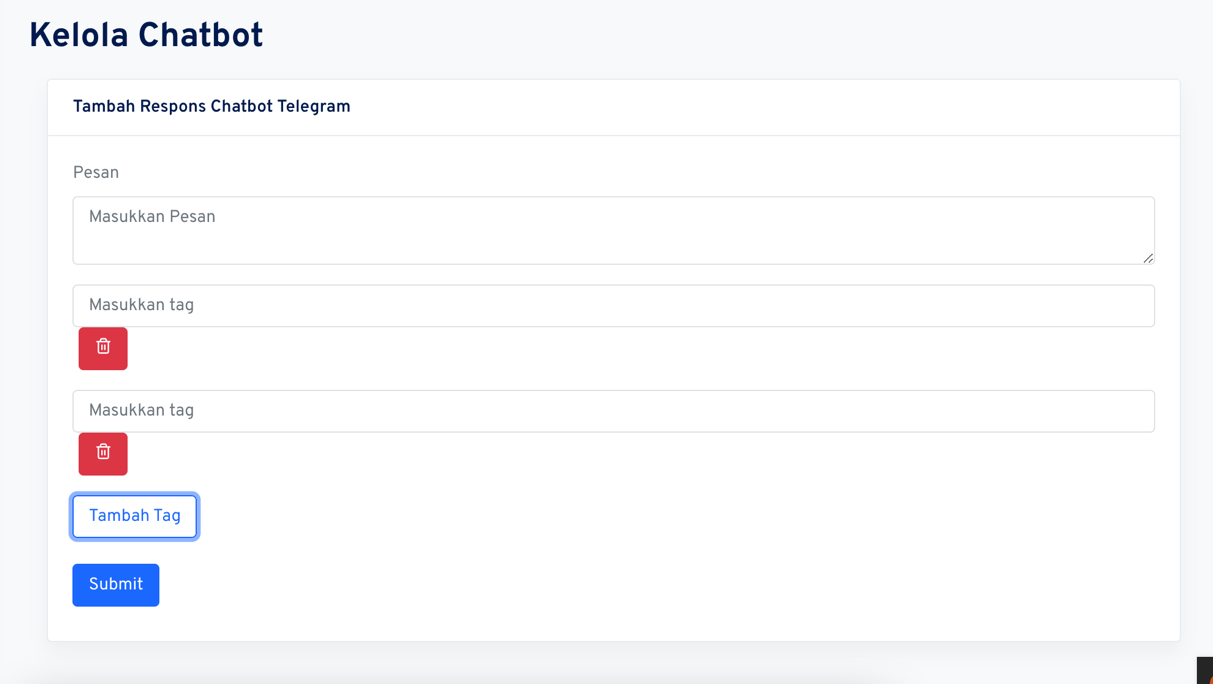 Kelola Chatbot
Tambah Respons Chatbot Telegram
Pesan
Masukkan Pesan
Masukkan tag
Masukkan tag
Tambah Tag
Submit